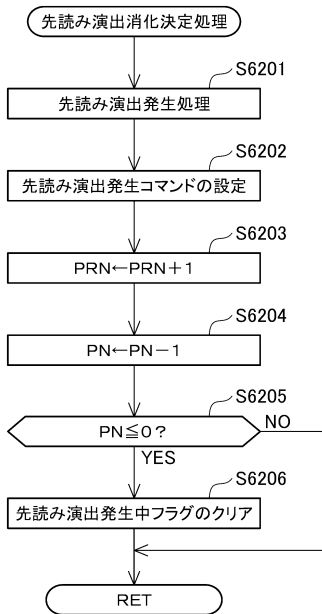 先読み演出消化決定処理
S6201
先読み演出発生処理
S6202
先読み演出発生コマンドの設定
S6203
PRN←PRN+1
S6204
PN←PN-1
S6205
PN≦0?
NO
YES
S6206
先読み演出発生中フラグのクリア
RET